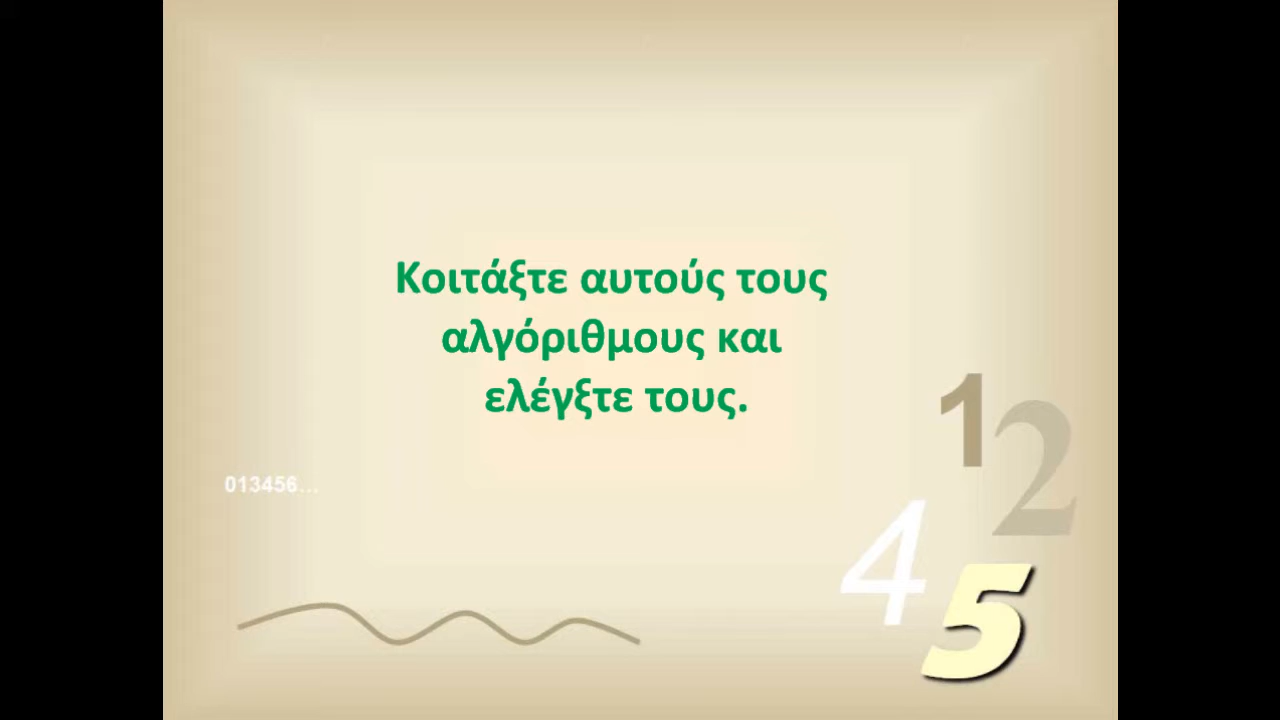 Κοιτάξτε αυτούς τους
αλγόριθμους και
ελέγξτε τους.
013456...
1
2
4
5